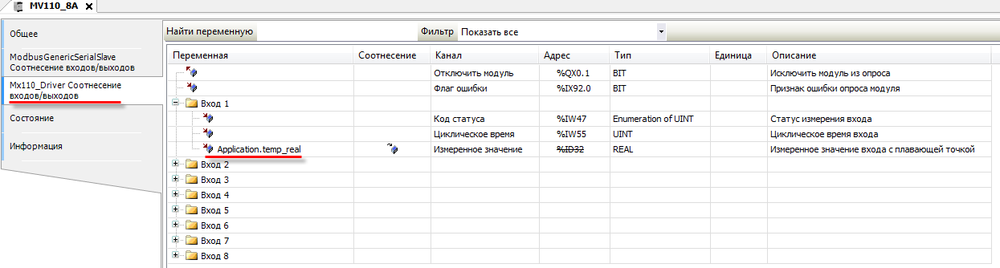 MV110_8A
Общее
ModbusGenericSerialSlave
Соотнесение входов/выходов
Mx110_Driver Соотнесение
входов/выходов
Состояние
Информация
Найти переменную Фильтр Показать все
Переменная Соотнесение Канал Адрес Тип Единица Описание
Отключить модуль %QX0.1 BIT Исключить модуль из опроса
Флаг ошибки %IX92.0 BIT Признак ошибки опроса модуля
Вход 1
Код статуса %IW47 Enumeration of UINT Статус измерения входа
Циклическое время %IW55 UINT Циклическое время входа
Application.temp_real Измеренное значение %ID32 REAL Измеренное значение входа с плавающей точкой
Вход 2
Вход 3
Вход 4
Вход 5
Вход 6
Вход 7
Вход 8